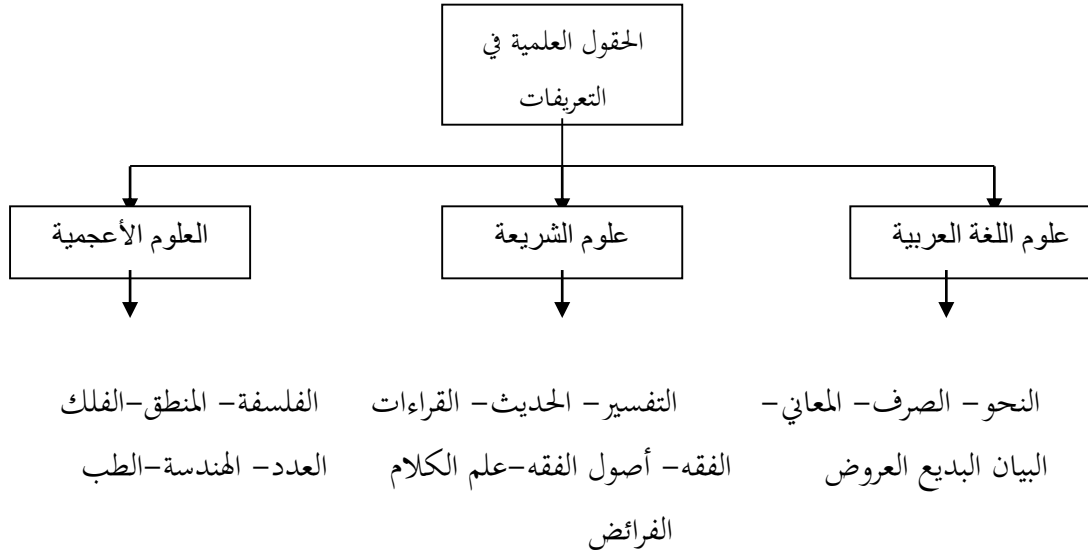 الحقول العلمية في
التعريفات
علوم اللغة العربية
علوم الشريعة
العلوم الأعجمية
النحو – الصرف – المعاني –
البيان البديع العروض
التفسير – الحديث – القراءات
الفقه – أصول الفقه – علم الكلام
الفرائض
الفلسفة – المنطق – الفلك
العدد – الهندسة – الطب